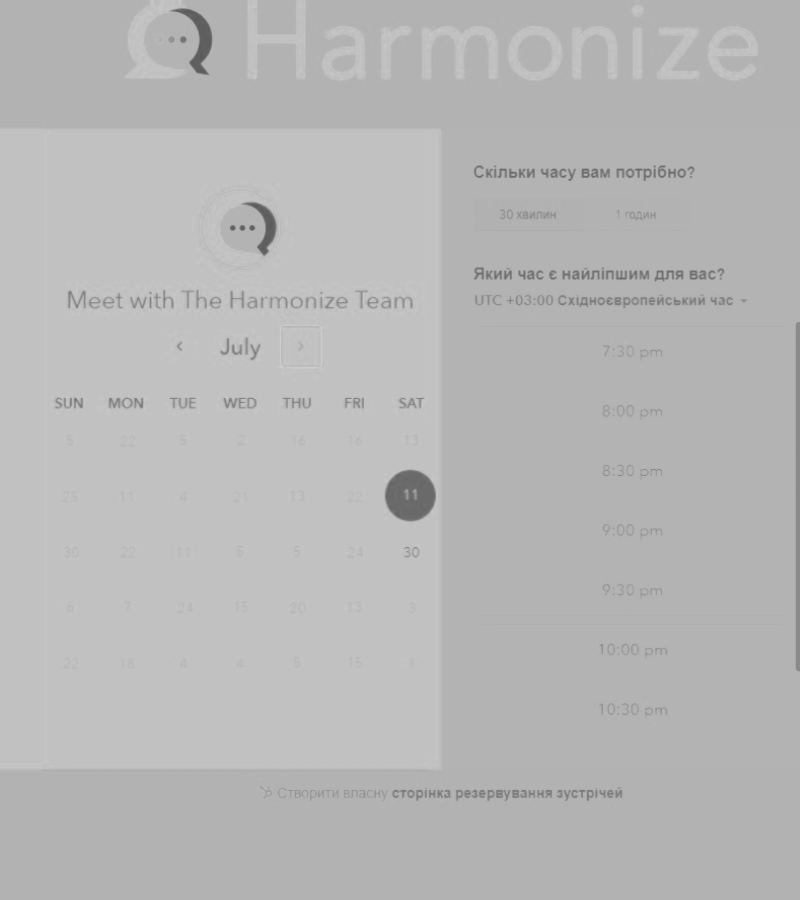 Harmonize
Meet with The Harmonize Team
July
SUN MON TUE WED THU FRI SAT
5 22 5 2 16 16 13
25 11 4 21 13 22 11
30 22 11 5 5 24 30
6 7 24 15 20 13 3
22 18 4 4 5 15 1
Скільки часу вам потрібно?
30 хвилин 1 годин
Який час є найліпшим для вас?
UTC +03:00 Східноєвропейський час
7:30 pm
8:00 pm
8:30 pm
9:00 pm
9:30 pm
10:00 pm
10:30 pm
Створити власну сторінка резервування зустрічей